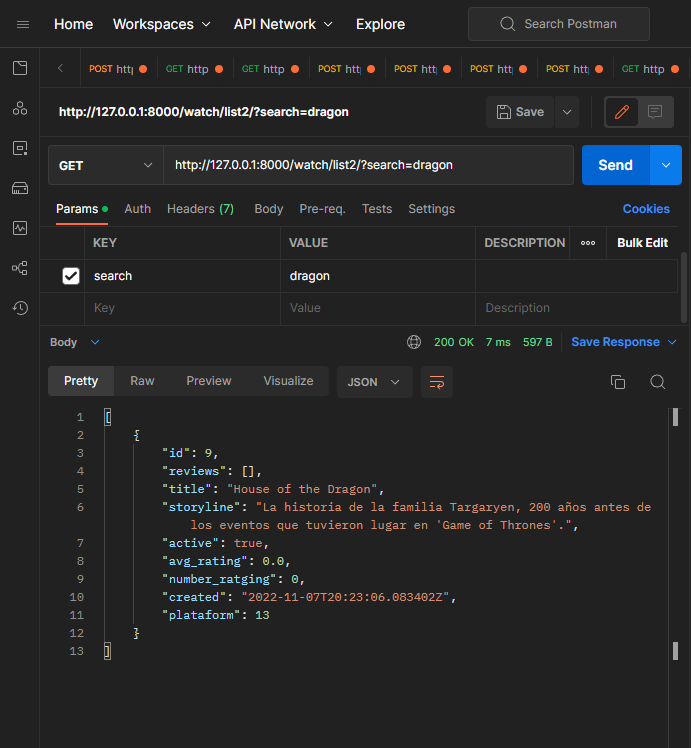 Home Workspaces API Network Explore Search Postman
POST http GET http GET http POST http POST http POST http POST http GET http
http://127.0.0.1:8000/watch/list2/?search=dragon Save
GET http://127.0.0.1:8000/watch/list2/?search=dragon Send
Params Auth Headers (7) Body Pre-req. Tests Settings Cookies
KEY VALUE DESCRIPTION ooo Bulk Edit
search dragon
Key Value Description
Body 200 OK 7 ms 597 B Save Response
Pretty Raw Preview Visualize JSON
1 [
2 {
3 "id": 9,
4 "reviews": [],
5 "title": "House of the Dragon",
6 "storyline": "La historia de la familia Targaryen, 200 años antes de
los eventos que tuvieron lugar en 'Game of Thrones'.",
7 "active": true,
8 "avg_rating": 0.0,
9 "number_ratging": 0,
10 "created": "2022-11-07T20:23:06.083402Z",
11 "plataform": 13
12 }
13 ]